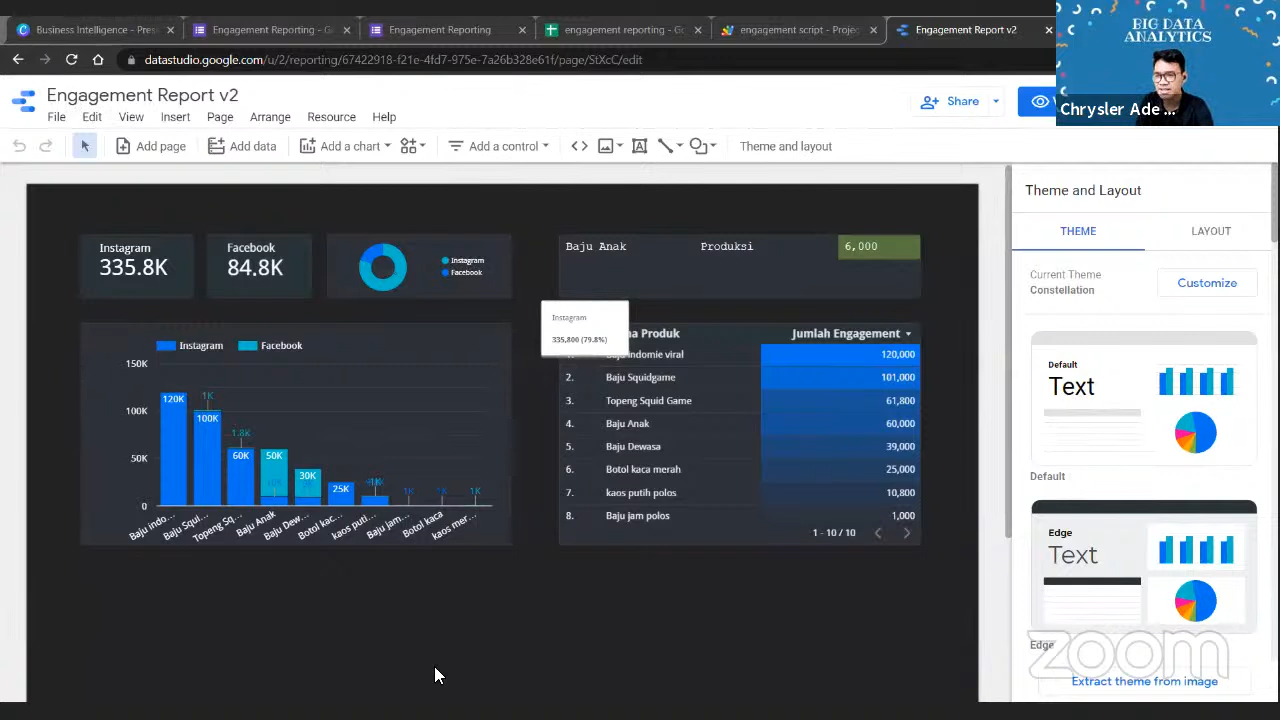 Business Intelligence - Pres
Engagement Reporting - G
Engagement Reporting
engagement reporting - Go
engagement script - Projec
Engagement Report v2
datastudio.google.com/u/2/reporting/67422918-f21e-4fd7-975e-7a26b328e61f/page/StXcC/edit
BIG DATA
ANALYTICS
Chrysler Ade ...
Engagement Report v2
File Edit View Insert Page Arrange Resource Help
Share
Add page
Add data
Add a chart
Add a control
Theme and layout
Instagram
335.8K
Facebook
84.8K
Instagram
Facebook
Baju Anak Produksi 6,000
Instagram
335,800 (79.8%)
Instagram Facebook
150K
100K
50K
0
120K
1K
100K
1.8K
60K
50K
30K
25K
1K
1K
1K
Baju indo...
Baju Squi...
Topeng Sq...
Baju Anak
Baju Dew...
Botol kac...
kaos puti...
Baju jam...
Botol kaca
kaos mer...
Produk Jumlah Engagement
Baju Indomie viral 120,000
2. Baju Squidgame 101,000
3. Topeng Squid Game 61,800
4. Baju Anak 60,000
5. Baju Dewasa 39,000
6. Botol kaca merah 25,000
7. kaos putih polos 10,800
8. Baju jam polos 1,000
1 - 10 / 10
Theme and Layout
THEME LAYOUT
Current Theme
Constellation
Customize
Default
Text
Default
Edge
Text
Edge
zoom
Extract theme from image